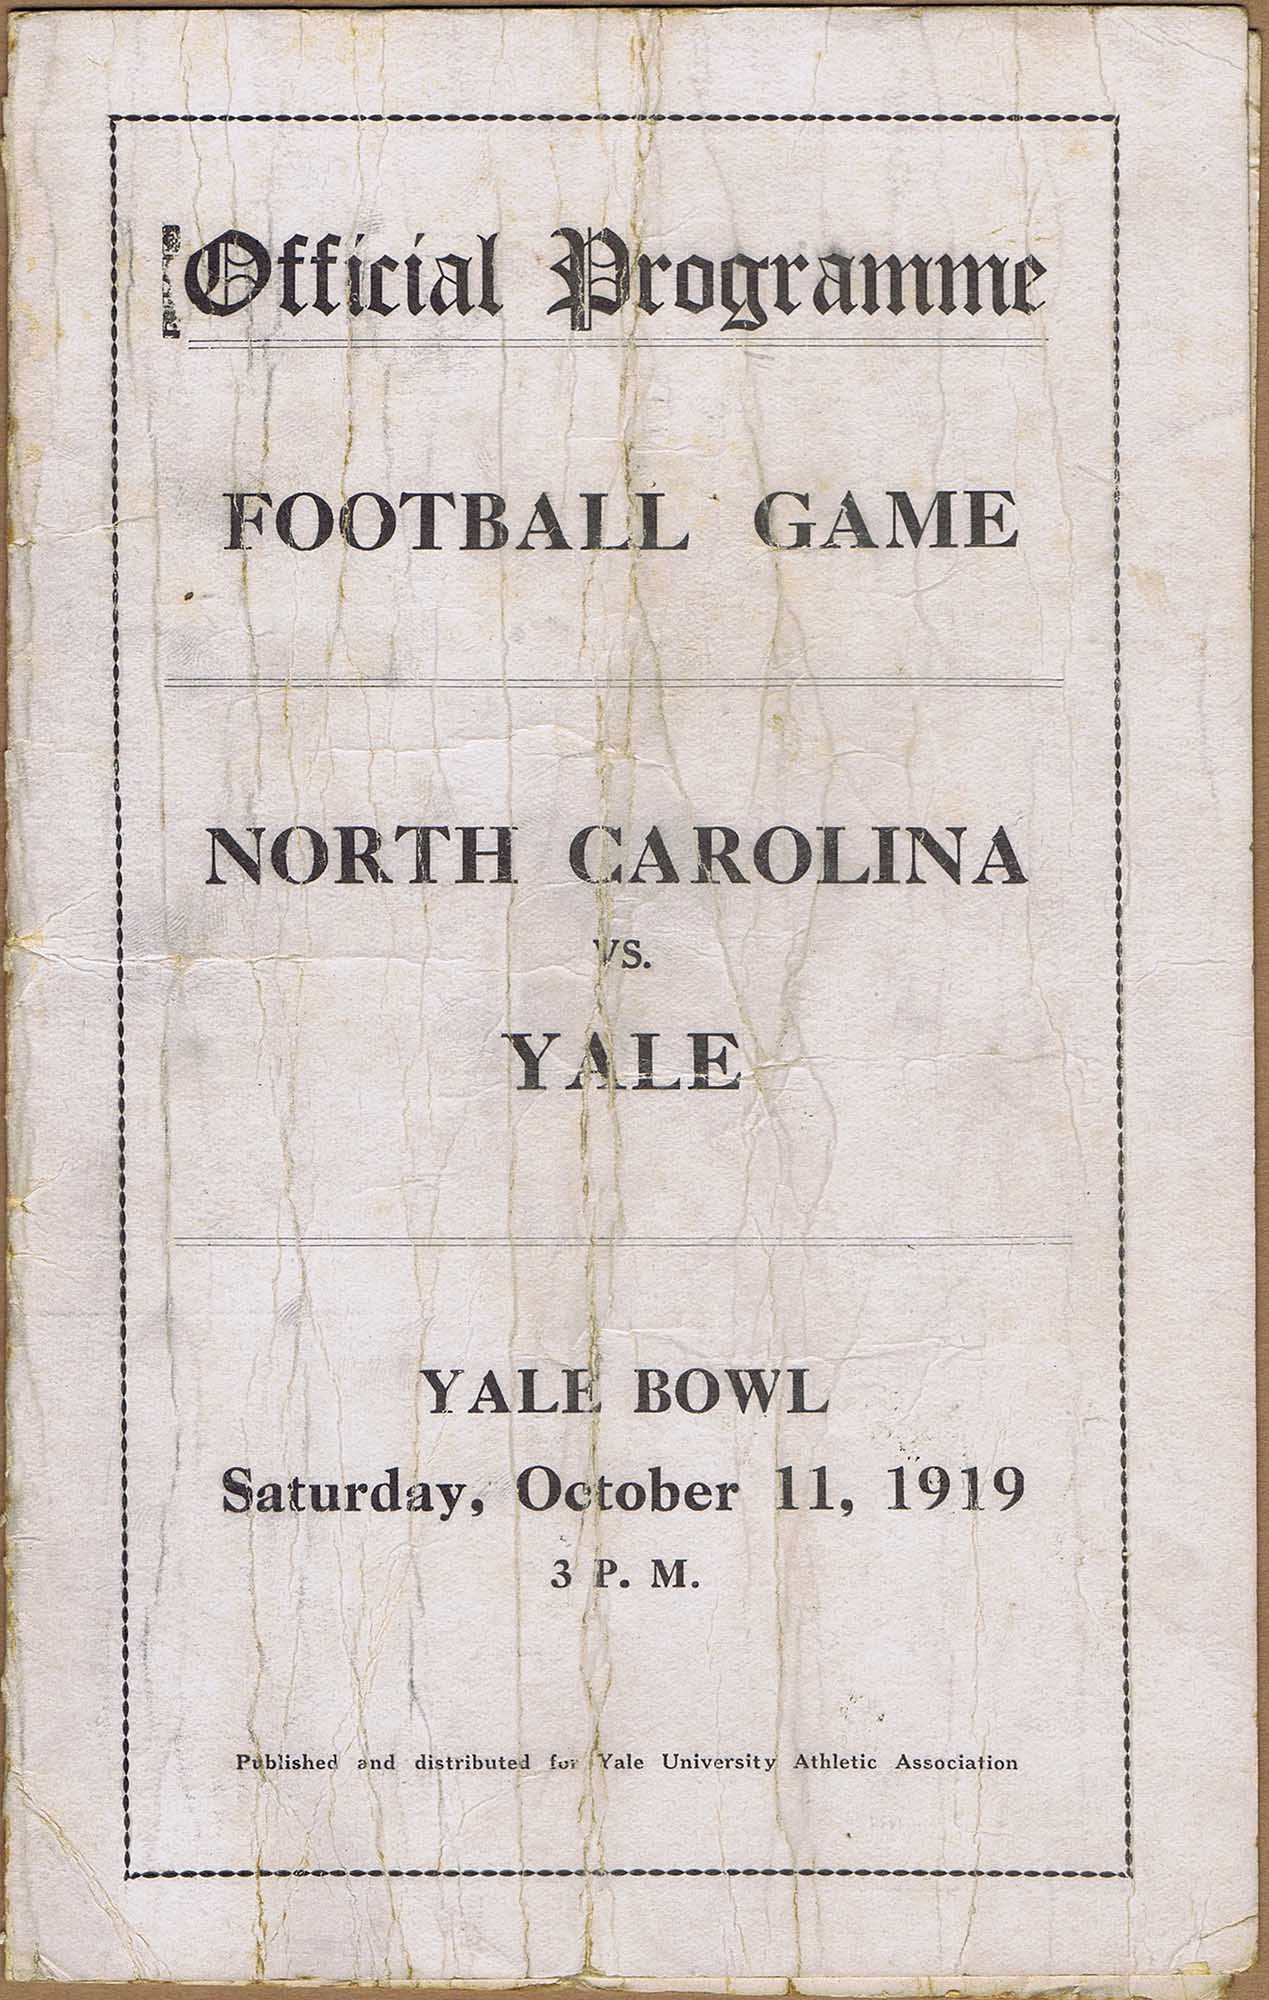 Official Programme
FOOTBALL GAME
NORTH CAROLINA
VS.
YALE
YALE BOWL
Saturday, October 11, 1919
3 P. M.
Published and distributed for Yale University Athletic Association